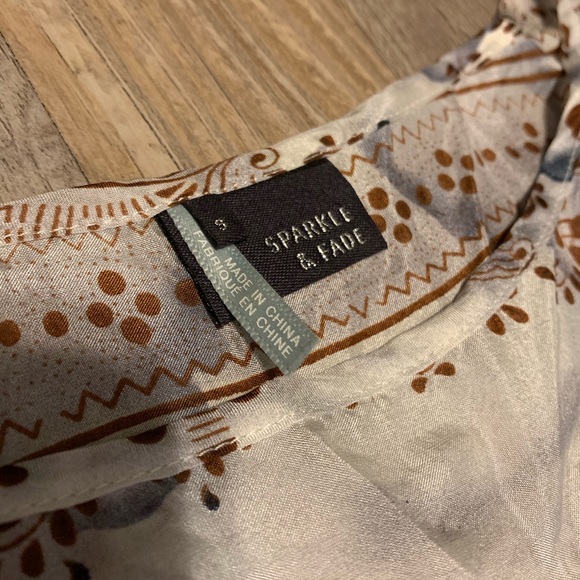 S
SPARKLE
& FADE
MADE IN CHINA
FABRIQUÉ EN CHINE